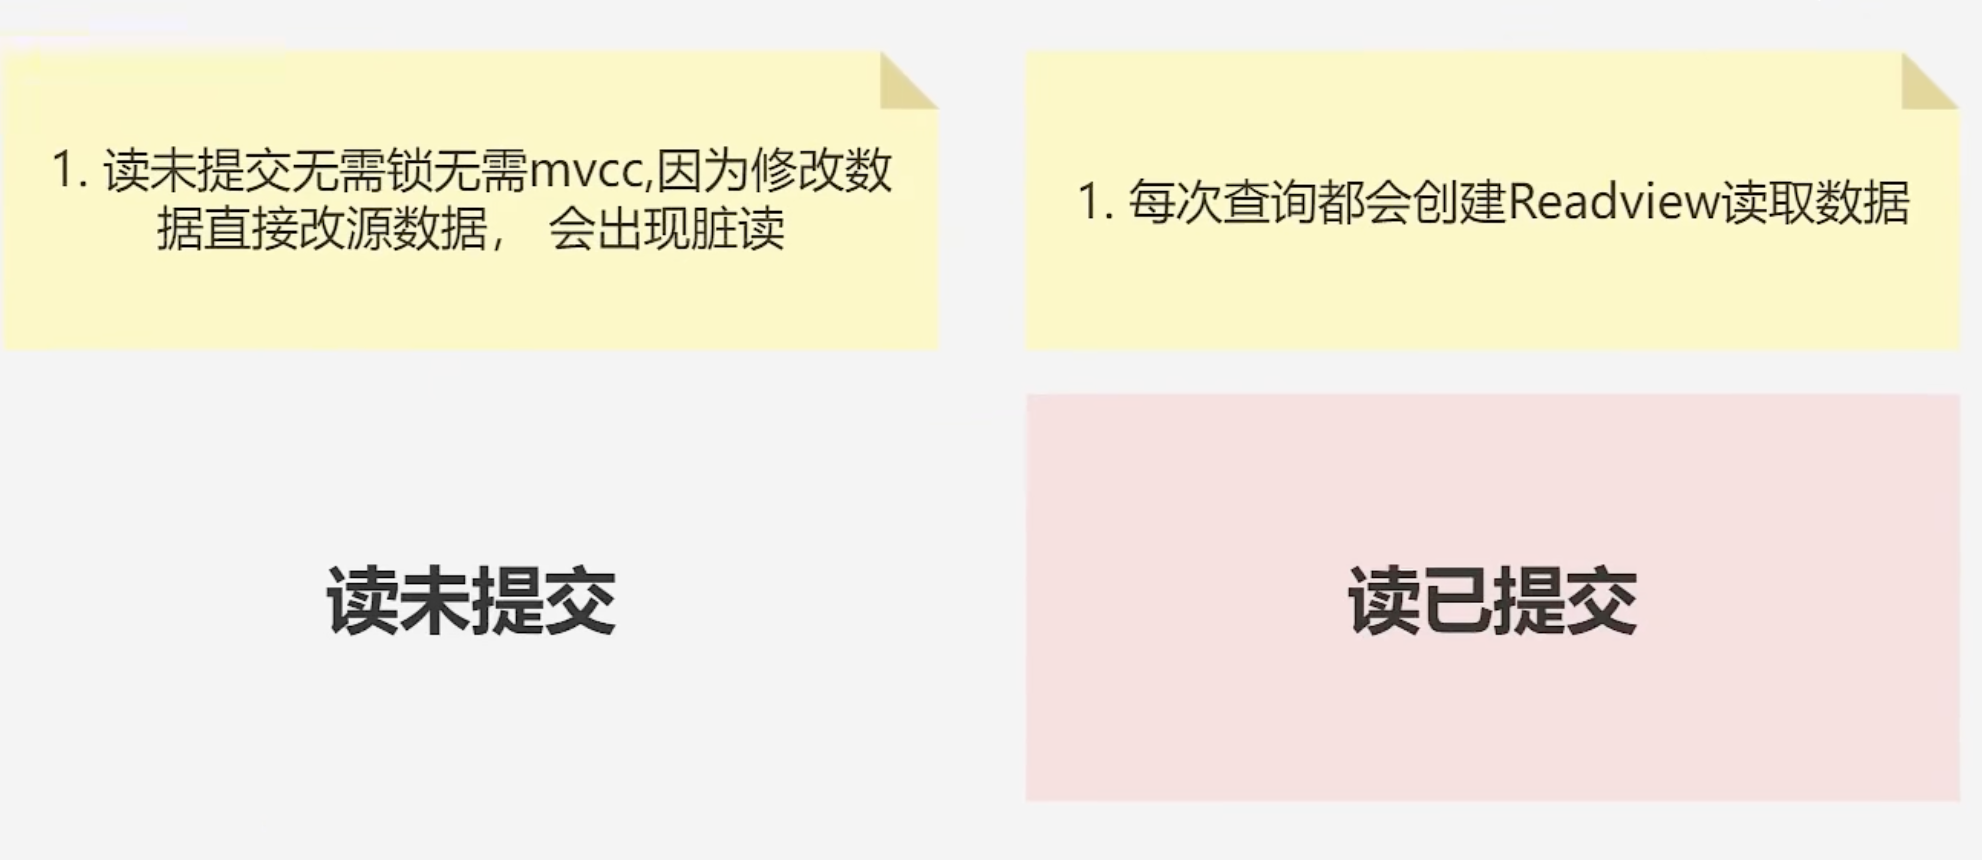 1. 读未提交无需锁无需mvcc,因为修改数
据直接改源数据， 会出现脏读
1. 每次查询都会创建Readview读取数据
读未提交
读已提交